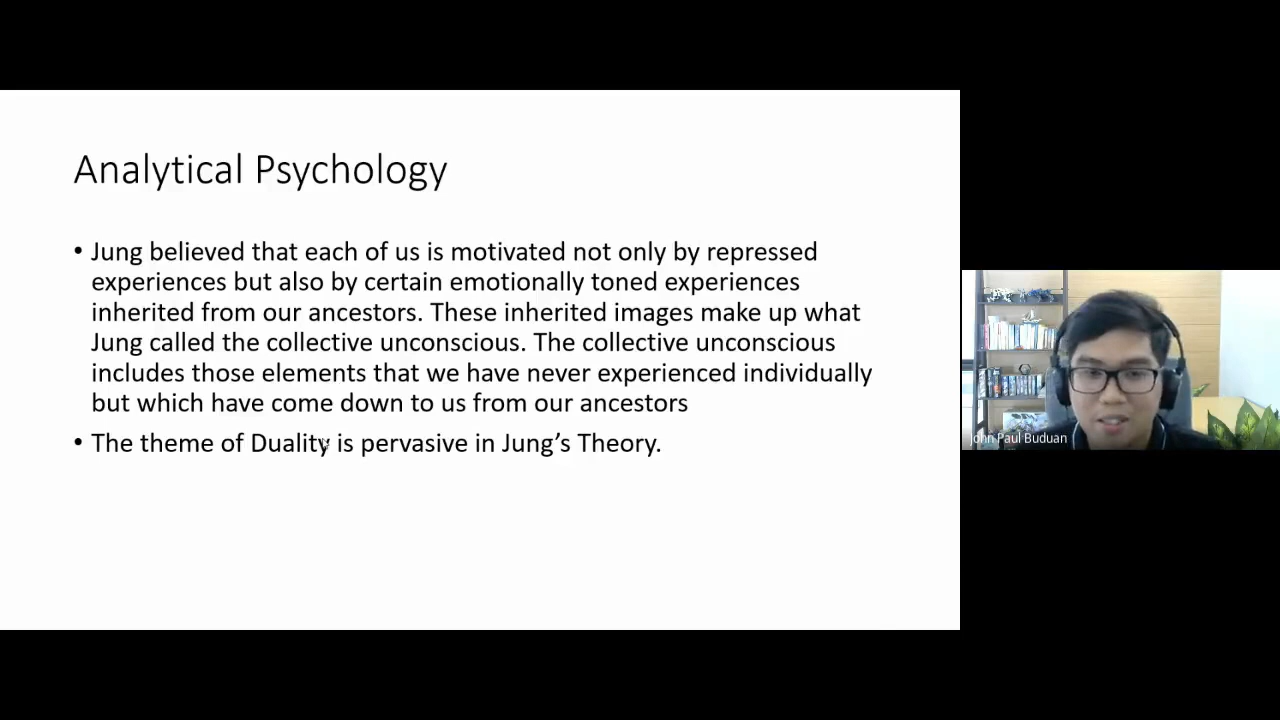 Analytical Psychology
• Jung believed that each of us is motivated not only by repressed
experiences but also by certain emotionally toned experiences
inherited from our ancestors. These inherited images make up what
Jung called the collective unconscious. The collective unconscious
includes those elements that we have never experienced individually
but which have come down to us from our ancestors
• The theme of Duality is pervasive in Jung’s Theory.
John Paul Buduan